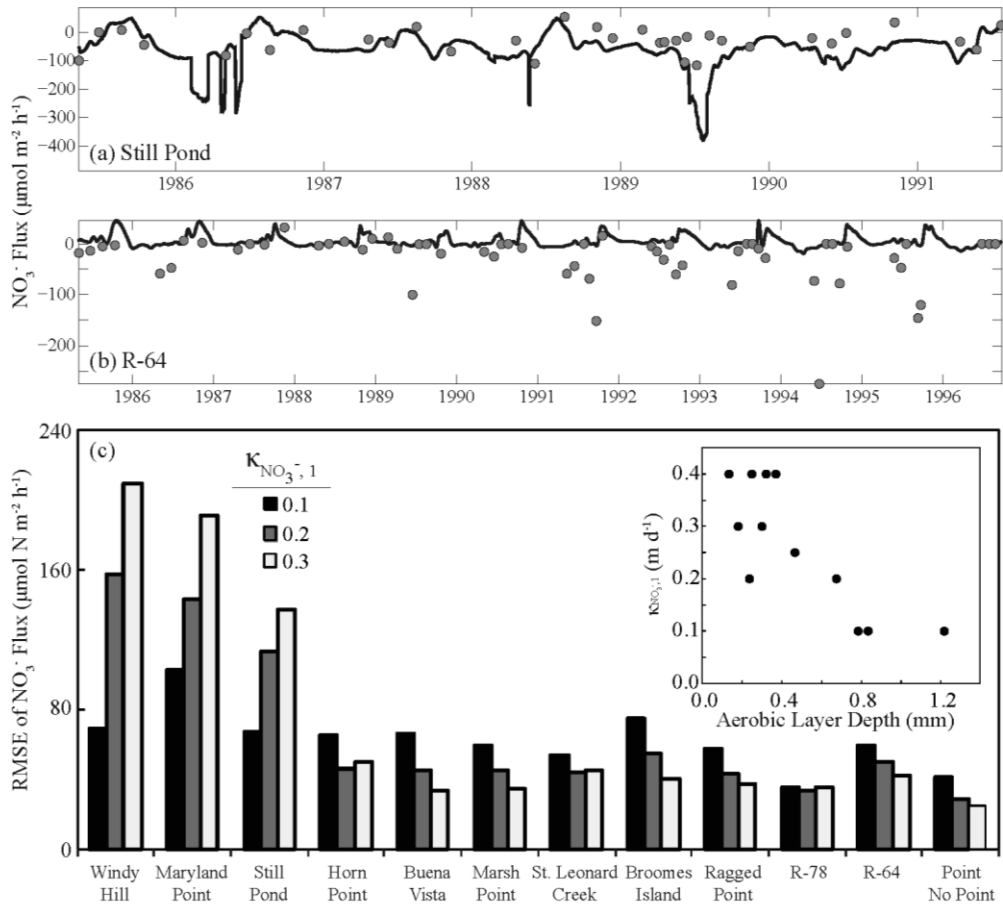 0
−100
−200
−300
−400
(a) Still Pond
1986
1987
1988
1989
1990
1991
NO₃⁻ Flux (μmol m⁻² h⁻¹)
0
−100
−200
(b) R-64
1986
1987
1988
1989
1990
1991
1992
1993
1994
1995
1996
(c)
RMSE of NO₃⁻ Flux (μmol N m⁻² h⁻¹)
240
160
80
0
κNO₃⁻, 1
0.1
0.2
0.3
κNO₃⁻,1 (m d⁻¹)
0.4
0.3
0.2
0.1
0.0
0.0
0.4
0.8
1.2
Aerobic Layer Depth (mm)
Windy
Hill
Maryland
Point
Still
Pond
Horn
Point
Buena
Vista
Marsh
Point
St. Leonard
Creek
Broomes
Island
Ragged
Point
R-78
R-64
Point
No Point